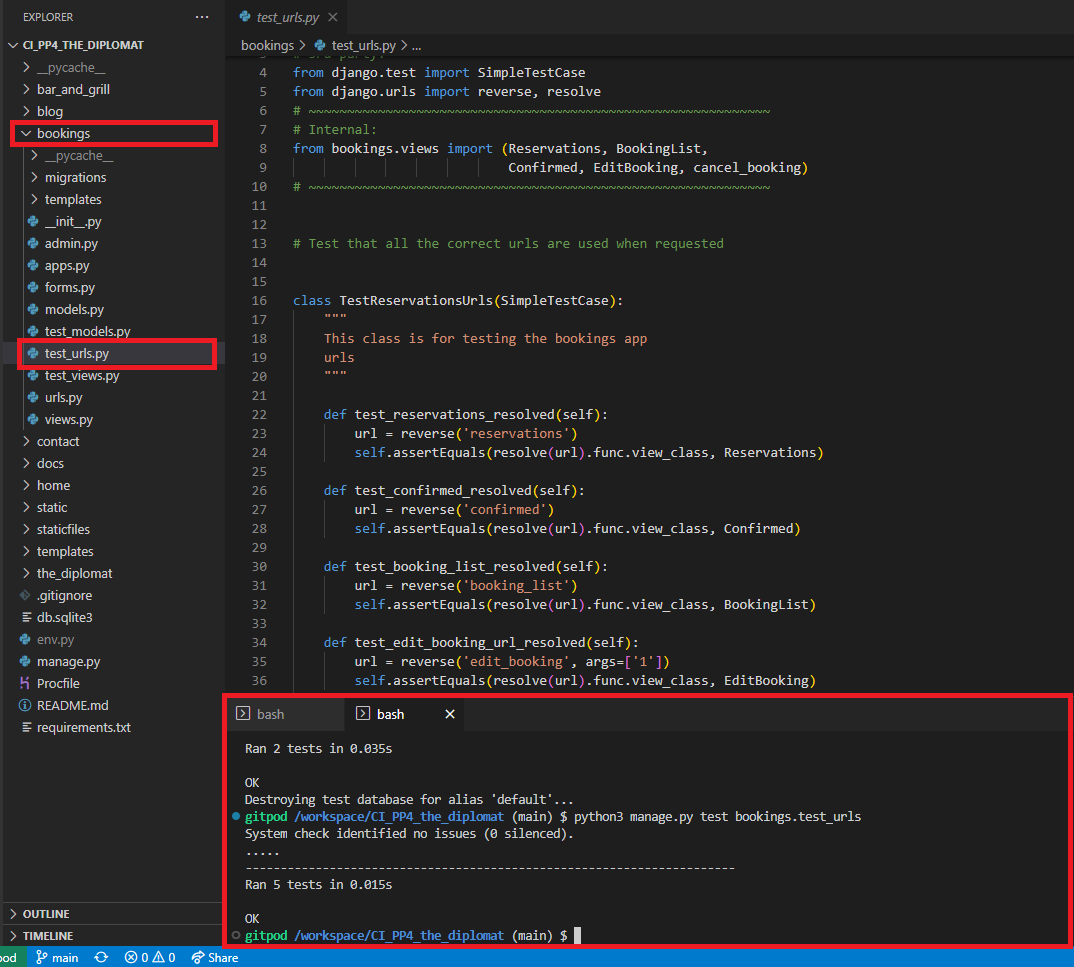 EXPLORER
CI_PP4_THE_DIPLOMAT
__pycache__
bar_and_grill
blog
bookings
__pycache__
migrations
templates
__init__.py
admin.py
apps.py
forms.py
models.py
test_models.py
test_urls.py
test_views.py
urls.py
views.py
contact
docs
home
static
staticfiles
templates
the_diplomat
.gitignore
db.sqlite3
env.py
manage.py
Procfile
README.md
requirements.txt
OUTLINE
TIMELINE
test_urls.py
bookings > test_urls.py > ...
4 from django.test import SimpleTestCase
5 from django.urls import reverse, resolve
6 # ~~~~~~~~~~~~~~~~~~~~~~~~~~~~~~~~~~~~~~~~~~~~~~~~~~~~~~~~~~~~
7 # Internal:
8 from bookings.views import (Reservations, BookingList,
9                             Confirmed, EditBooking, cancel_booking)
10 # ~~~~~~~~~~~~~~~~~~~~~~~~~~~~~~~~~~~~~~~~~~~~~~~~~~~~~~~~~~~~
11
12
13 # Test that all the correct urls are used when requested
14
15
16 class TestReservationsUrls(SimpleTestCase):
17     """
18     This class is for testing the bookings app
19     urls
20     """
21
22     def test_reservations_resolved(self):
23         url = reverse('reservations')
24         self.assertEquals(resolve(url).func.view_class, Reservations)
25
26     def test_confirmed_resolved(self):
27         url = reverse('confirmed')
28         self.assertEquals(resolve(url).func.view_class, Confirmed)
29
30     def test_booking_list_resolved(self):
31         url = reverse('booking_list')
32         self.assertEquals(resolve(url).func.view_class, BookingList)
33
34     def test_edit_booking_url_resolved(self):
35         url = reverse('edit_booking', args=['1'])
36         self.assertEquals(resolve(url).func.view_class, EditBooking)
bash bash
Ran 2 tests in 0.035s
OK
Destroying test database for alias 'default'...
gitpod /workspace/CI_PP4_the_diplomat (main) $ python3 manage.py test bookings.test_urls
System check identified no issues (0 silenced).
.....
----------------------------------------------------------------------
Ran 5 tests in 0.015s
OK
gitpod /workspace/CI_PP4_the_diplomat (main) $
main 0 0 Share